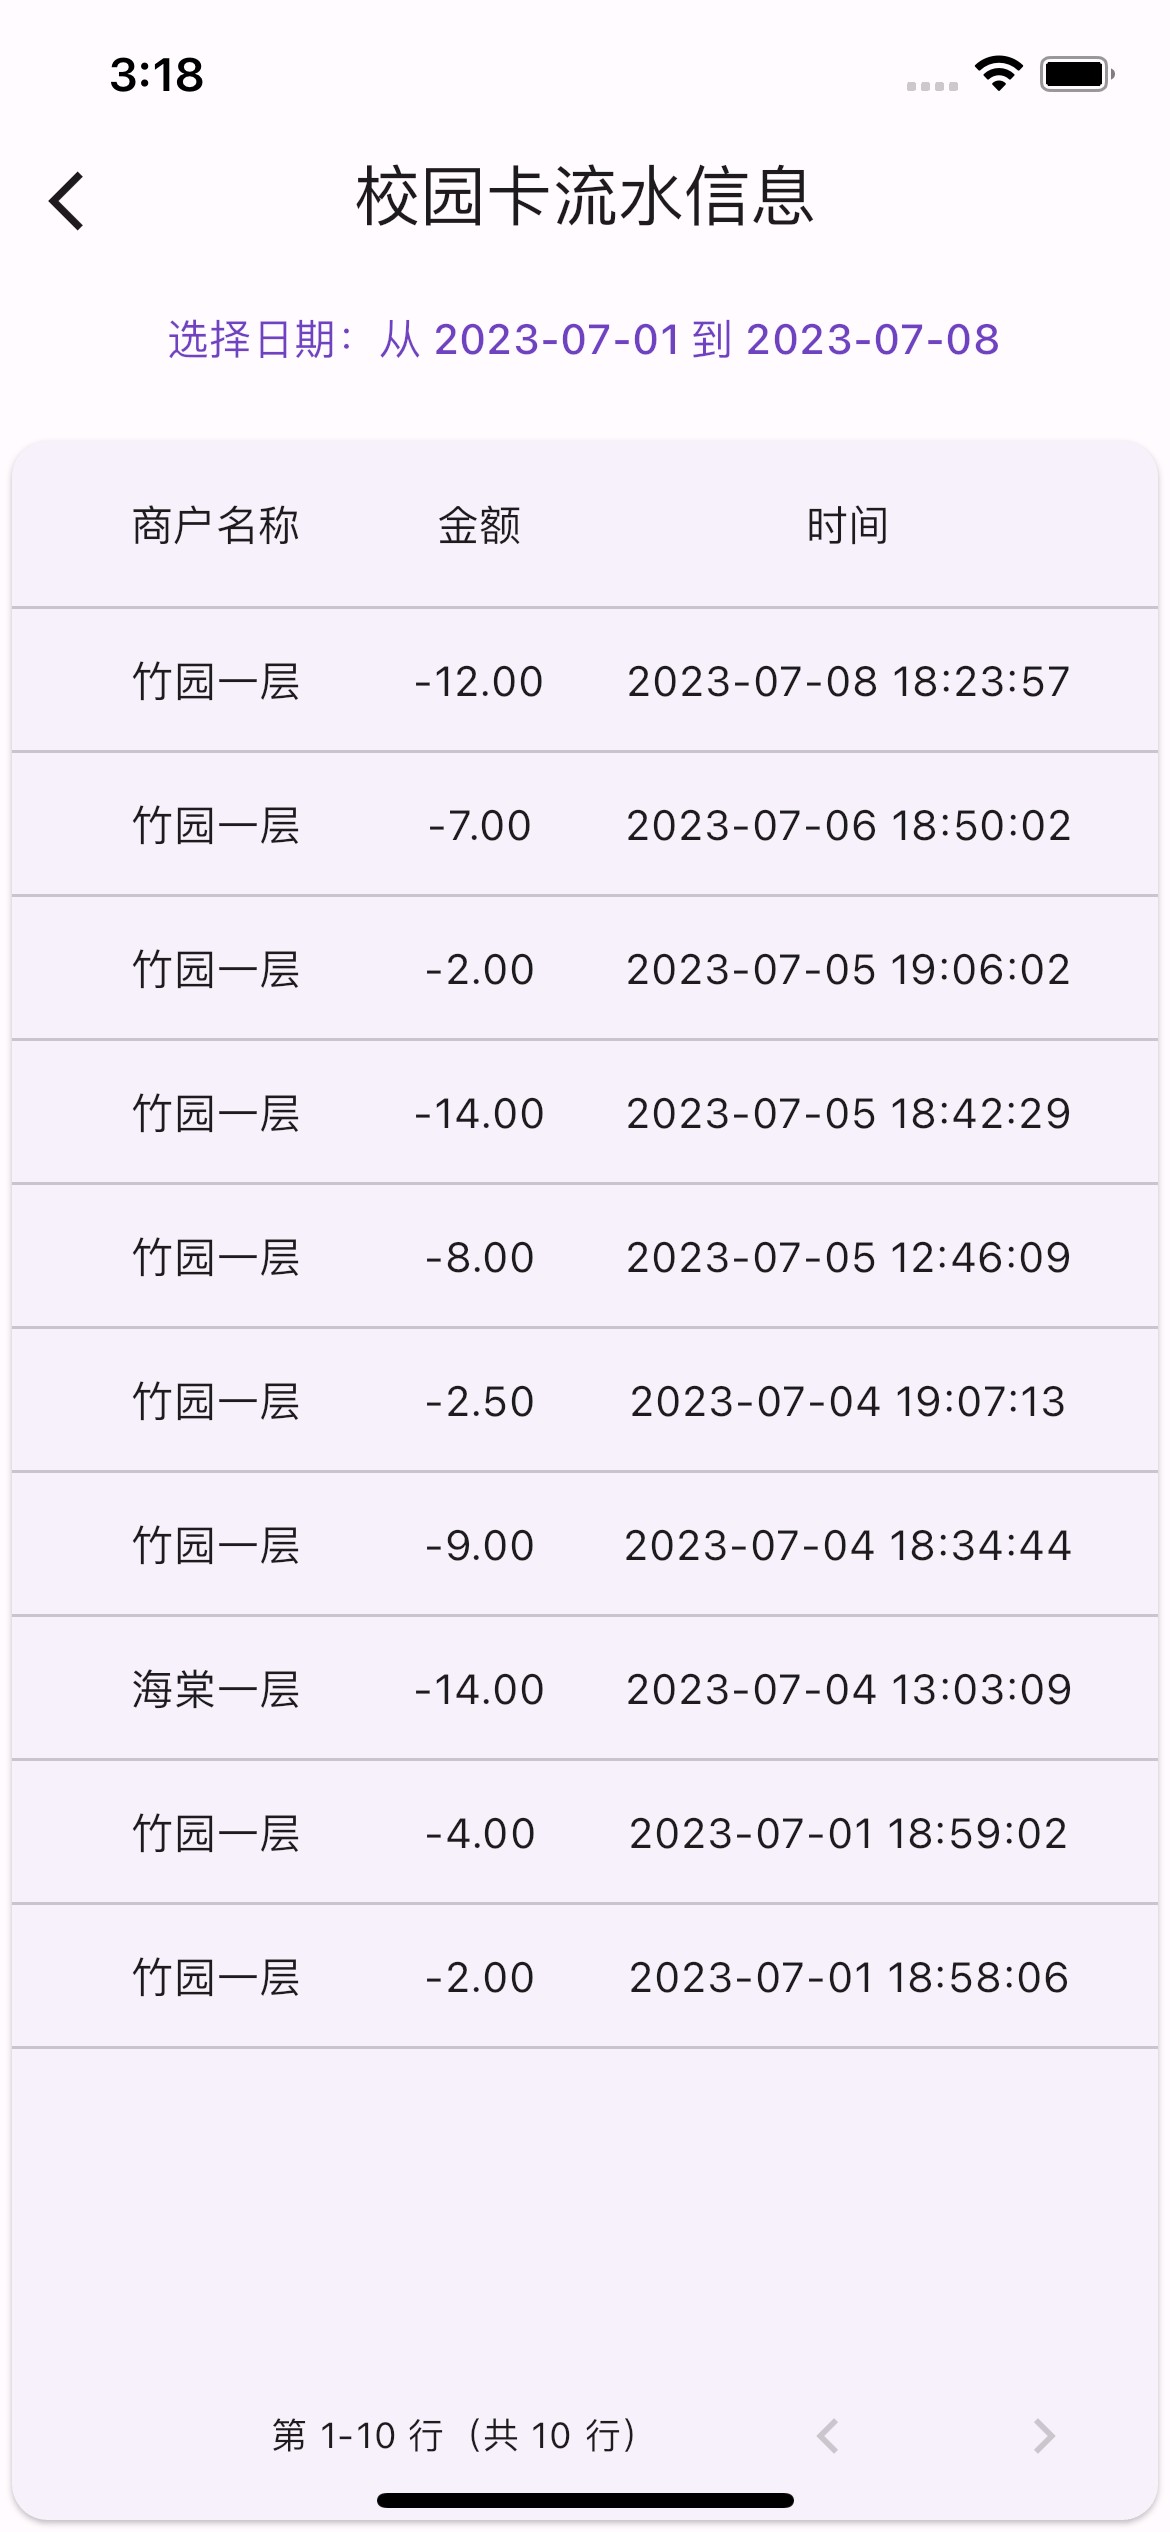 3:18
校园卡流水信息
选择日期：从 2023-07-01 到 2023-07-08
商户名称 金额 时间
竹园一层 -12.00 2023-07-08 18:23:57
竹园一层 -7.00 2023-07-06 18:50:02
竹园一层 -2.00 2023-07-05 19:06:02
竹园一层 -14.00 2023-07-05 18:42:29
竹园一层 -8.00 2023-07-05 12:46:09
竹园一层 -2.50 2023-07-04 19:07:13
竹园一层 -9.00 2023-07-04 18:34:44
海棠一层 -14.00 2023-07-04 13:03:09
竹园一层 -4.00 2023-07-01 18:59:02
竹园一层 -2.00 2023-07-01 18:58:06
第 1-10 行（共 10 行）